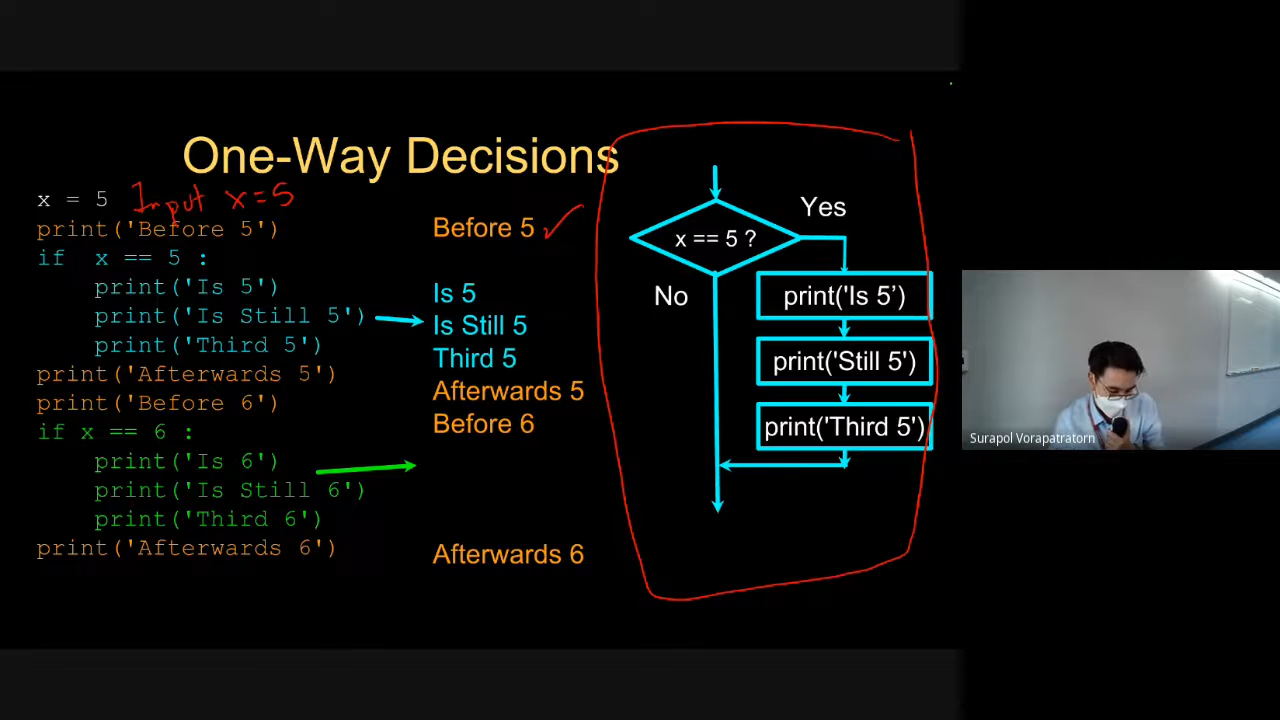 One-Way Decisions
x = 5 Input x=5
print('Before 5')
if x == 5 :
print('Is 5')
print('Is Still 5')
print('Third 5')
print('Afterwards 5')
print('Before 6')
if x == 6 :
print('Is 6')
print('Is Still 6')
print('Third 6')
print('Afterwards 6')
Before 5
Is 5
Is Still 5
Third 5
Afterwards 5
Before 6
Afterwards 6
x == 5 ?
Yes
No
print('Is 5’)
print('Still 5')
print('Third 5')
Surapol Vorapatratorn